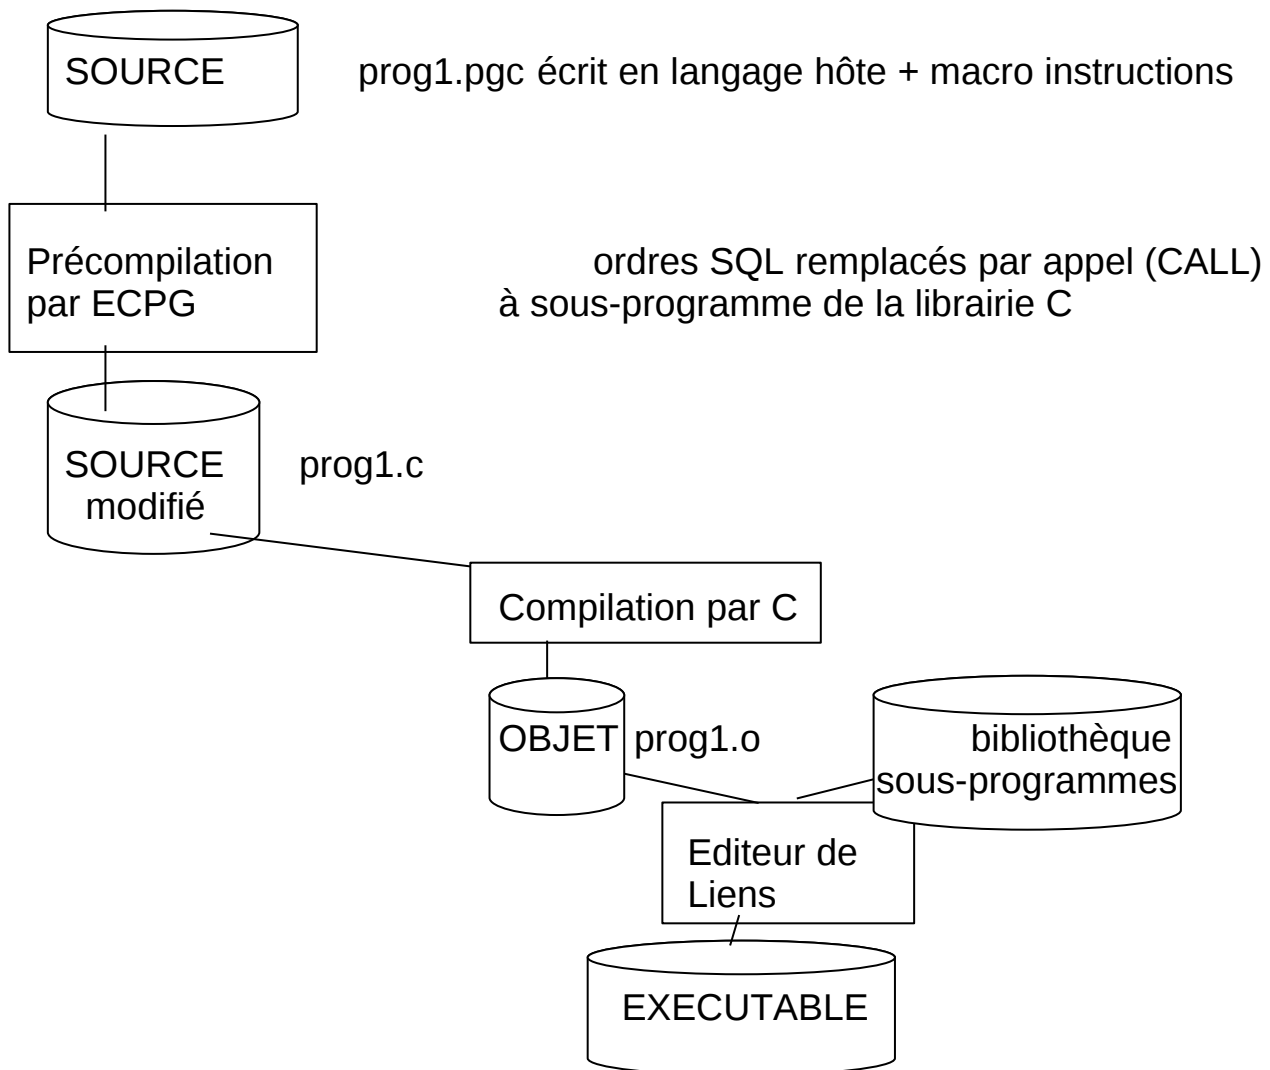 SOURCE
prog1.pgc écrit en langage hôte + macro instructions
Précompilation
par ECPG
ordres SQL remplacés par appel (CALL)
à sous-programme de la librairie C
SOURCE
modifié
prog1.c
Compilation par C
OBJET
prog1.o
bibliothèque
sous-programmes
Editeur de
Liens
EXECUTABLE